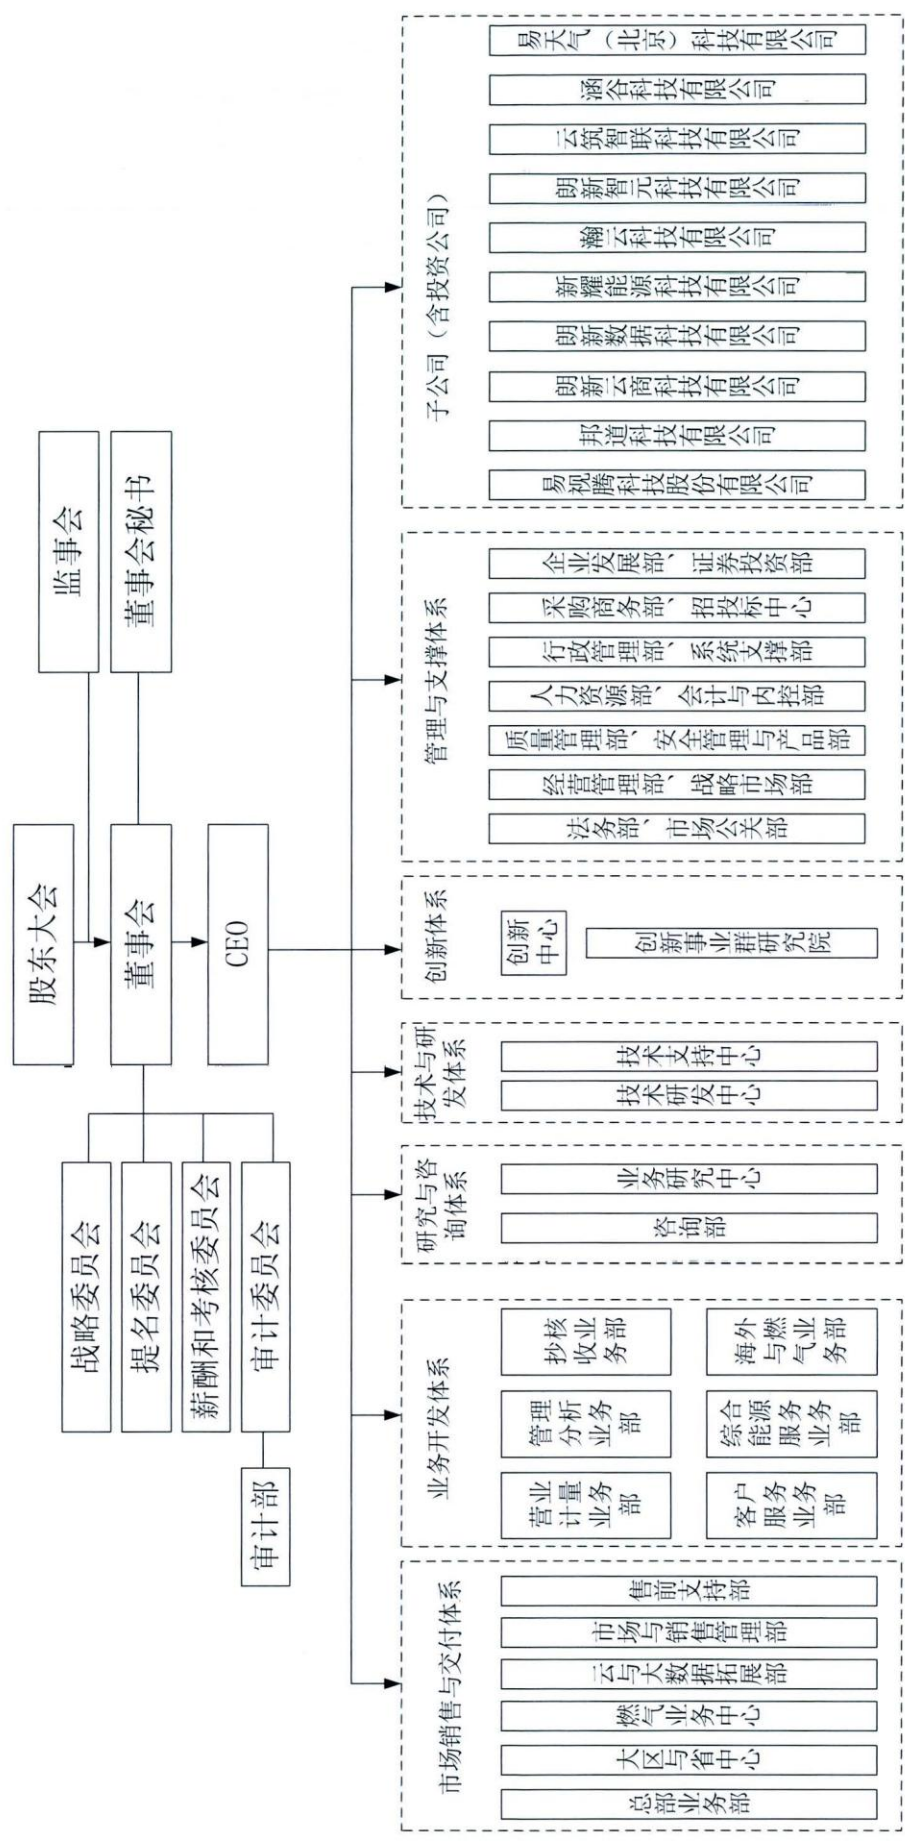 股东大会
监事会
董事会
董事会秘书
CEO
战略委员会
提名委员会
薪酬和考核委员会
审计委员会
审计部
市场销售与交付体系
总部业务部
大区与省中心
燃气业务中心
云与大数据拓展部
市场与销售管理部
售前支持部
业务开发体系
营业
计量
业务
部
管理
分析
业务
部
抄核
收业
务部
客户
服务
业务
部
综合
能源
服务
业务
部
海外
与燃
气业
务部
研究与咨
询体系
咨询部
业务研究中心
技术与研
发体系
技术研发中心
技术支持中心
创新体系
创新
中心
创新事业群研究院
管理与支撑体系
法务部、市场公关部
经营管理部、战略市场部
质量管理部、安全管理与产品部
人力资源部、会计与内控部
行政管理部、系统支撑部
采购商务部、招投标中心
企业发展部、证券投资部
子公司（含投资公司）
易视腾科技股份有限公司
邦道科技有限公司
朗新云商科技有限公司
朗新数据科技有限公司
新耀能源科技有限公司
瀚云科技有限公司
朗新智元科技有限公司
云筑智联科技有限公司
涵谷科技有限公司
易天气（北京）科技有限公司